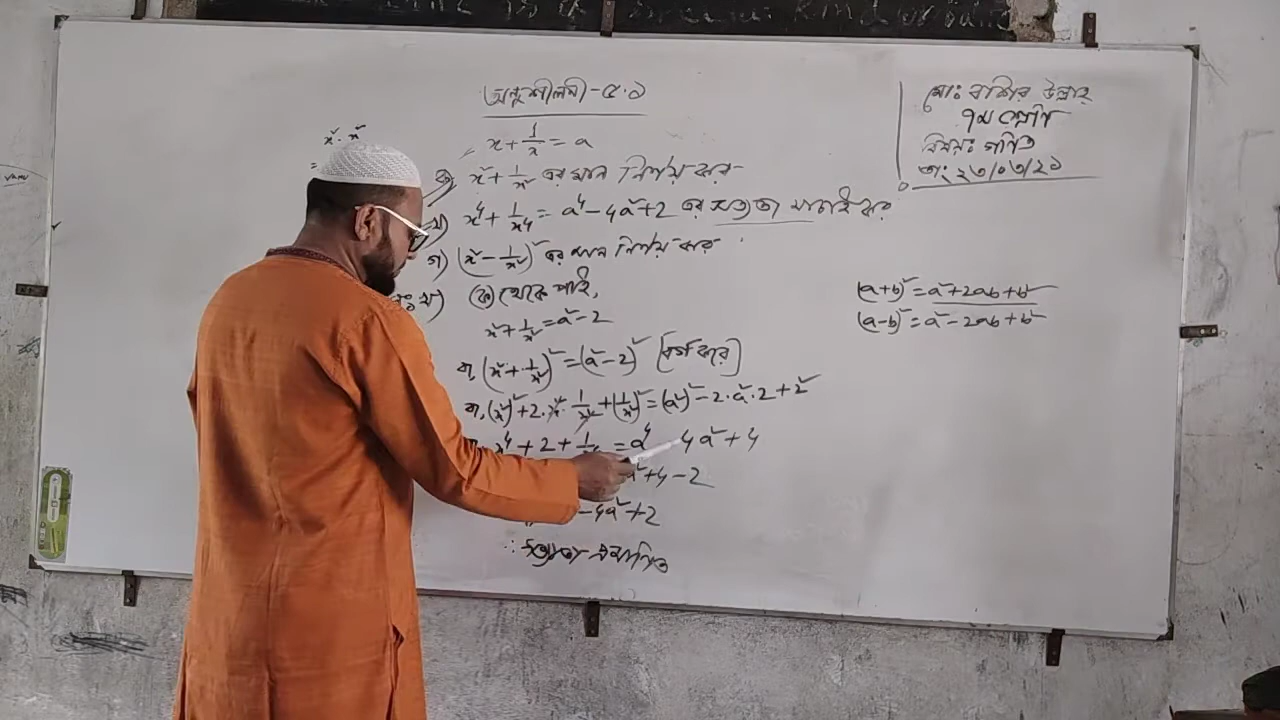 অনুশীলনী-৫.১
x + 1/x = a
ক) x² + 1/x² এর মান নির্ণয় কর
খ) x⁴ + 1/x⁴ = a⁴ - 4a² + 2 এর সত্যতা যাচাই কর
গ) (x² - 1/x²)² এর মান নির্ণয় কর
খ) (ক) থেকে পাই,
x² + 1/x² = a² - 2
বা, (x² + 1/x²)² = (a² - 2)² [বর্গ করে]
বা, (x²)² + 2·x²·1/x² + (1/x²)² = (a²)² - 2·a²·2 + 2²
x⁴ + 2 + 1/x⁴ = a⁴ 4a² + 4
a² + 4 - 2
- 4a² + 2
∴ সত্যতা প্রমাণিত
x²·x²
=
মোঃ বাশির উল্লাহ
৭ম শ্রেণি
বিষয়ঃ গণিত
তাং ২৩/০৩/২১
(a+b)² = a² + 2ab + b²
(a-b)² = a² - 2ab + b²